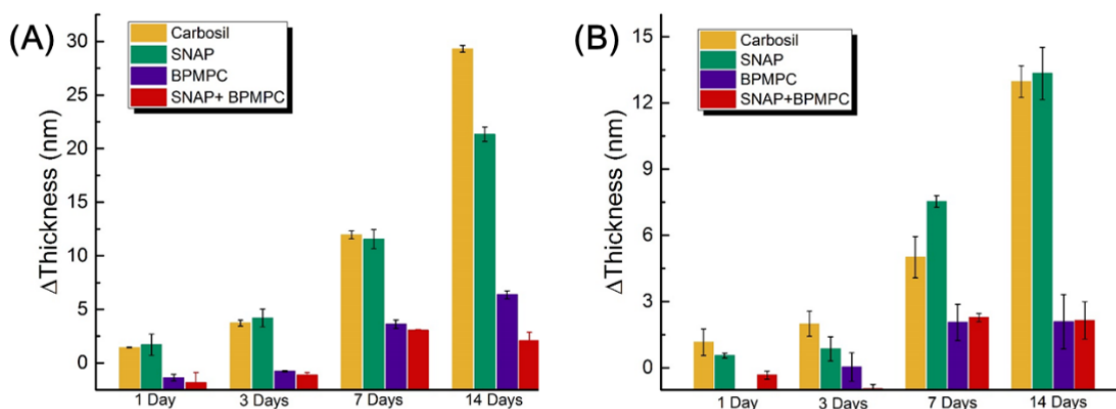 (A)
ΔThickness (nm)
30
25
20
15
10
5
0
Carbosil
SNAP
BPMPC
SNAP+ BPMPC
1 Day
3 Days
7 Days
14 Days
(B)
ΔThickness (nm)
15
12
9
6
3
0
Carbosil
SNAP
BPMPC
SNAP+BPMPC
1 Day
3 Days
7 Days
14 Days